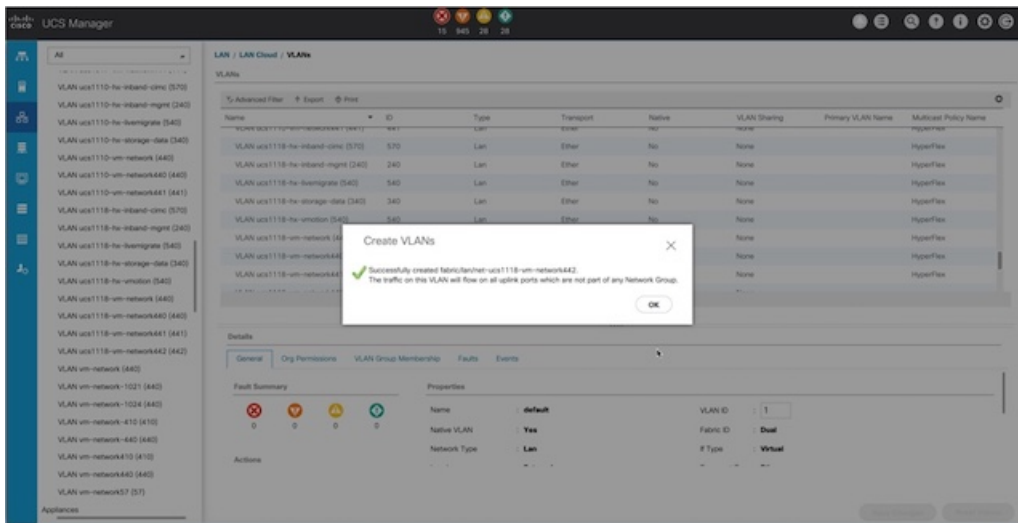 CISCO UCS Manager
15 945 28 28
All
LAN / LAN Cloud / VLANs
VLANs
Advanced Filter Export Print
Name ID Type Transport Native VLAN Sharing Primary VLAN Name Multicast Policy Name
VLAN ucs1118-hx-inband-cimc (570) 570 Lan Ether No None HyperFlex
VLAN ucs1118-hx-inband-mgmt (240) 240 Lan Ether No None HyperFlex
VLAN ucs1118-hx-livemigrate (540) 540 Lan Ether No None HyperFlex
VLAN ucs1118-hx-storage-data (340) 340 Lan Ether No None HyperFlex
VLAN ucs1118-hx-vmotion (540) 540 Lan Ether No None HyperFlex
VLAN ucs1118-vm-network HyperFlex
VLAN ucs1118-vm-network44 HyperFlex
VLAN ucs1118-vm-network44 HyperFlex
VLAN ucs1110-hx-inband-cimc (570)
VLAN ucs1110-hx-inband-mgmt (240)
VLAN ucs1110-hx-livemigrate (540)
VLAN ucs1110-hx-storage-data (340)
VLAN ucs1110-vm-network (440)
VLAN ucs1110-vm-network440 (440)
VLAN ucs1110-vm-network441 (441)
VLAN ucs1118-hx-inband-cimc (570)
VLAN ucs1118-hx-inband-mgmt (240)
VLAN ucs1118-hx-livemigrate (540)
VLAN ucs1118-hx-storage-data (340)
VLAN ucs1118-hx-vmotion (540)
VLAN ucs1118-vm-network (440)
VLAN ucs1118-vm-network440 (440)
VLAN ucs1118-vm-network441 (441)
VLAN ucs1118-vm-network442 (442)
VLAN vm-network (440)
VLAN vm-network-1021 (440)
VLAN vm-network-1024 (440)
VLAN vm-network-410 (410)
VLAN vm-network-440 (440)
VLAN vm-network410 (410)
VLAN vm-network440 (440)
VLAN vm-network57 (57)
Appliances
Create VLANs
Successfully created fabric/lan/net-ucs1118-vm-network442.
The traffic on this VLAN will flow on all uplink ports which are not part of any Network Group.
OK
Details
General Org Permissions VLAN Group Membership Faults Events
Fault Summary
0 0 0 0
Actions
Properties
Name : default VLAN ID : 1
Native VLAN : Yes Fabric ID : Dual
Network Type : Lan If Type : Virtual